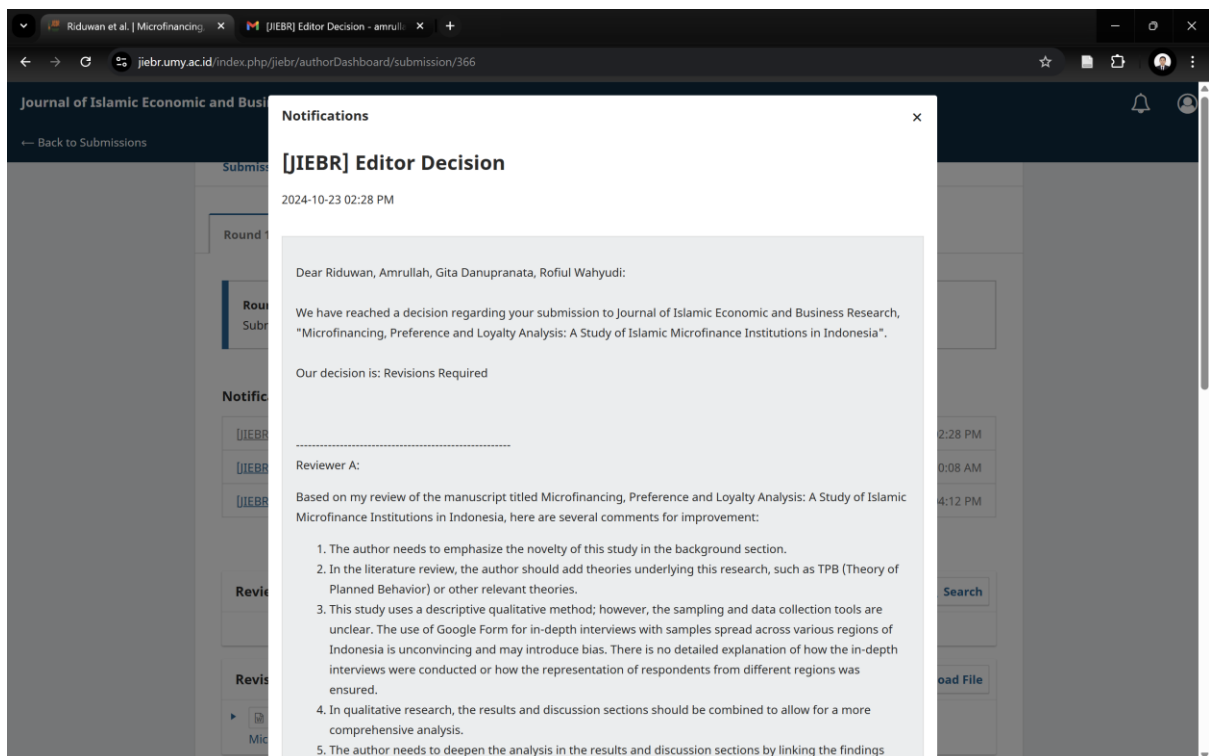 Riduwan et al. | Microfinancing,
[JIEBR] Editor Decision - amrull
jiebr.umy.ac.id/index.php/jiebr/authorDashboard/submission/366
Journal of Islamic Economic and Busi
← Back to Submissions
Submis
Notifications
[JIEBR] Editor Decision
2024-10-23 02:28 PM
Round 1
Dear Riduwan, Amrullah, Gita Danupranata, Rofiul Wahyudi:
Rou
Subr
We have reached a decision regarding your submission to Journal of Islamic Economic and Business Research,
"Microfinancing, Preference and Loyalty Analysis: A Study of Islamic Microfinance Institutions in Indonesia".
Our decision is: Revisions Required
Notific
[JIEBR
2:28 PM
[JIEBR
0:08 AM
[JIEBR
4:12 PM
------------------------------------------------------
Reviewer A:
Based on my review of the manuscript titled Microfinancing, Preference and Loyalty Analysis: A Study of Islamic
Microfinance Institutions in Indonesia, here are several comments for improvement:
1. The author needs to emphasize the novelty of this study in the background section.
2. In the literature review, the author should add theories underlying this research, such as TPB (Theory of
Planned Behavior) or other relevant theories.
3. This study uses a descriptive qualitative method; however, the sampling and data collection tools are
unclear. The use of Google Form for in-depth interviews with samples spread across various regions of
Indonesia is unconvincing and may introduce bias. There is no detailed explanation of how the in-depth
interviews were conducted or how the representation of respondents from different regions was
ensured.
4. In qualitative research, the results and discussion sections should be combined to allow for a more
comprehensive analysis.
5. The author needs to deepen the analysis in the results and discussion sections by linking the findings
Revie
Search
Revis
oad File
Mic